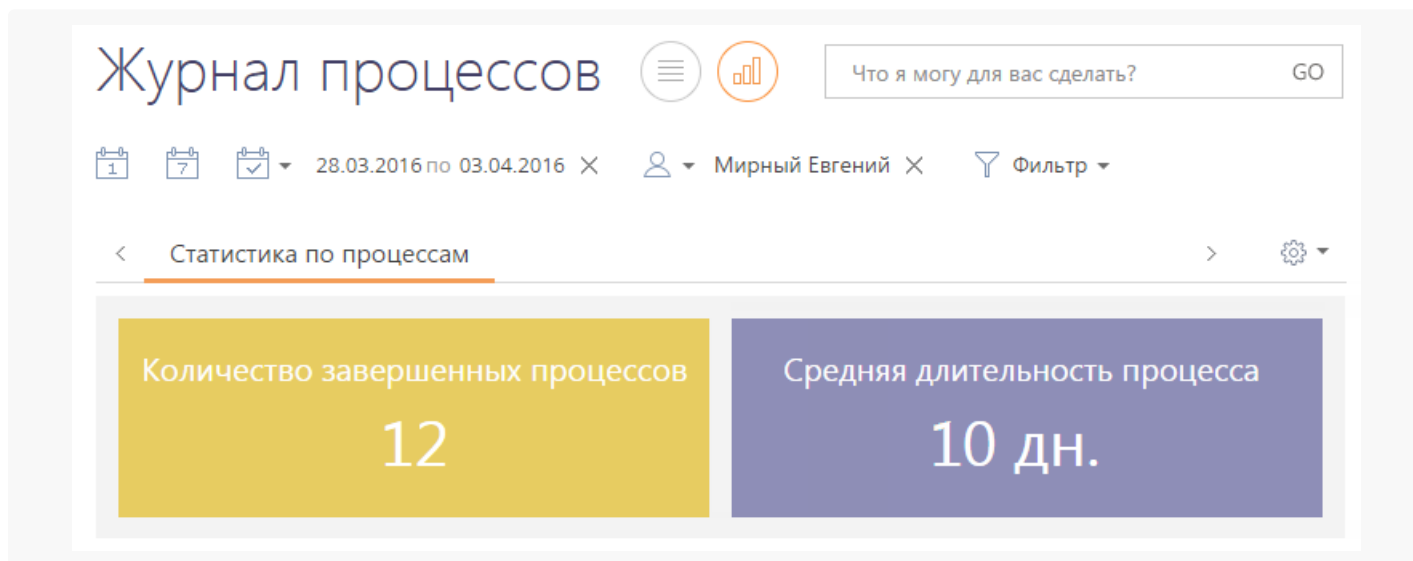 Журнал процессов
Что я могу для вас сделать? GO
1 7 28.03.2016 по 03.04.2016 Мирный Евгений Фильтр
Статистика по процессам
Количество завершенных процессов
12
Средняя длительность процесса
10 дн.